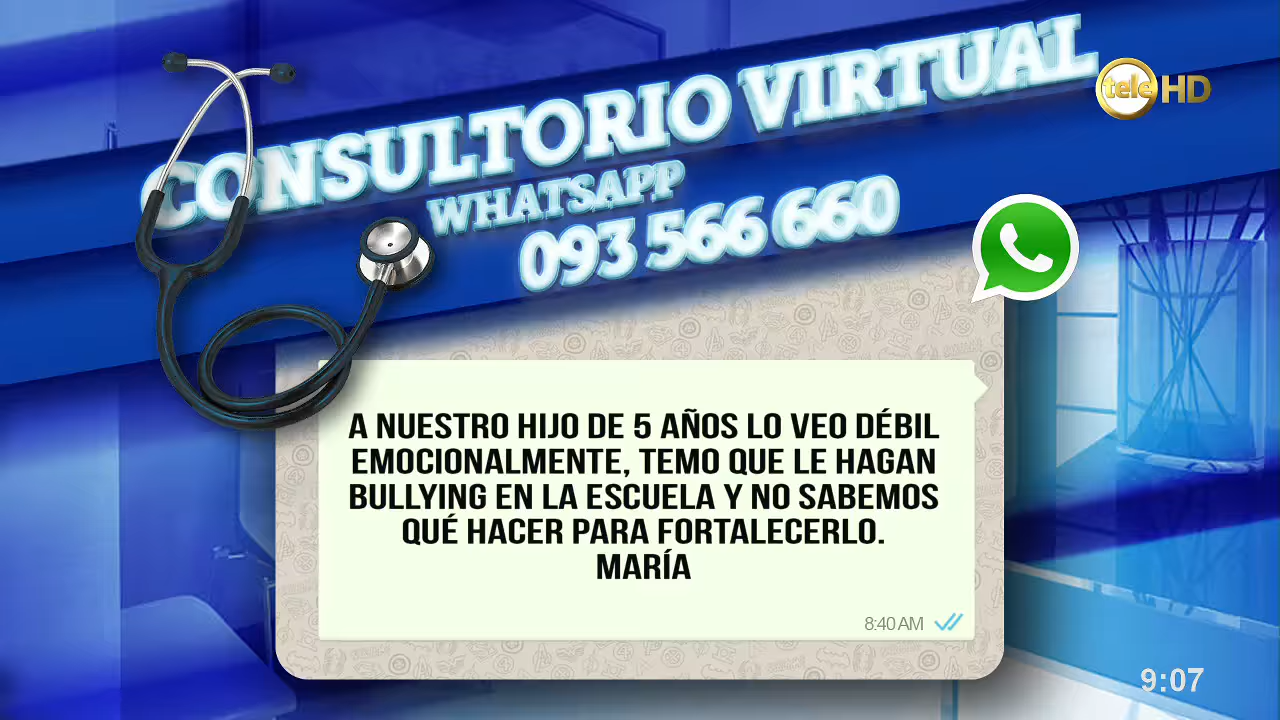 CONSULTORIO VIRTUAL
tele HD
WHATSAPP
093 566 660
A NUESTRO HIJO DE 5 AÑOS LO VEO DÉBIL
EMOCIONALMENTE, TEMO QUE LE HAGAN
BULLYING EN LA ESCUELA Y NO SABEMOS
QUÉ HACER PARA FORTALECERLO.
MARÍA
8:40 AM
9:07